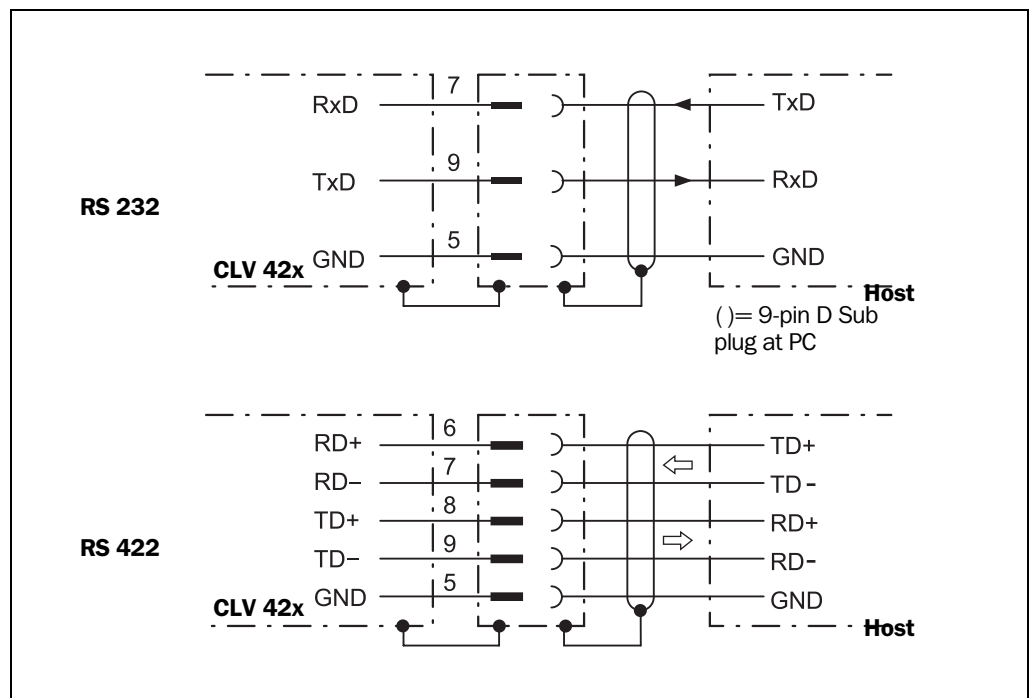 RxD 7 TxD
TxD 9 RxD
RS 232
GND 5 GND
CLV 42x
Host
( )= 9-pin D Sub
plug at PC
RD+ 6 TD+
RD– 7 TD-
TD+ 8 RD+
RS 422
TD– 9 RD-
GND 5 GND
CLV 42x
Host